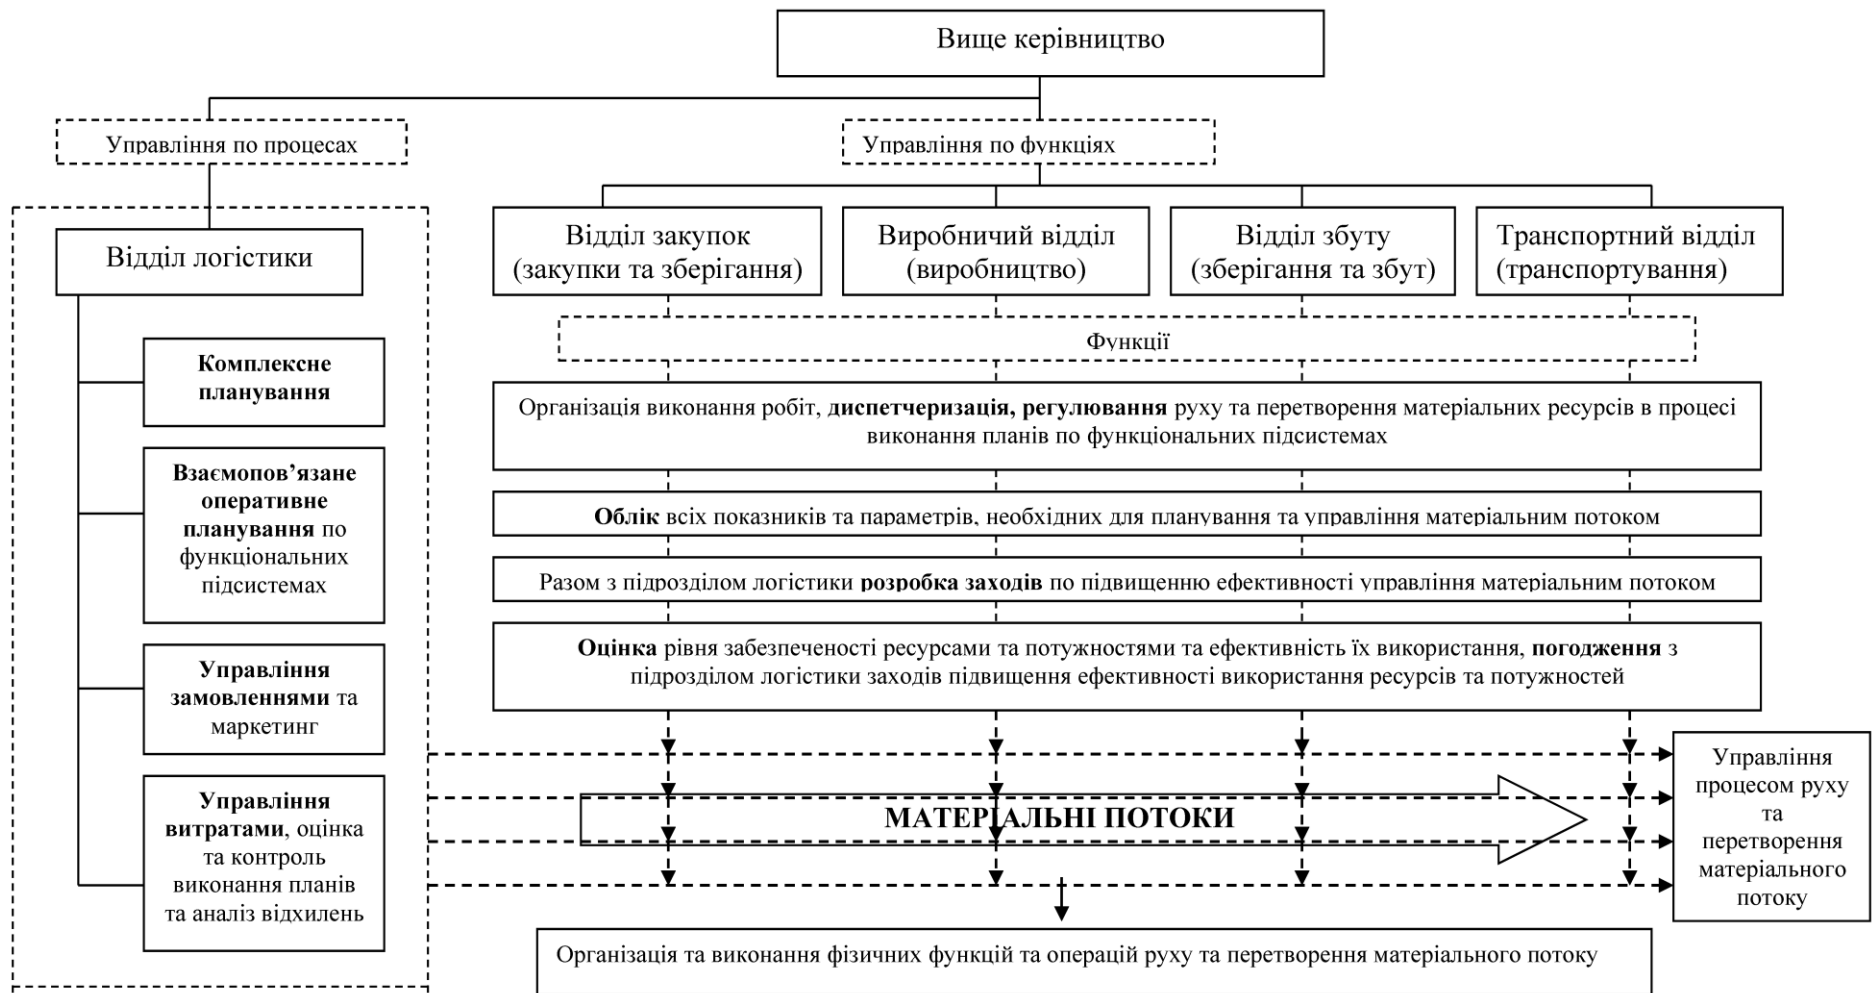 Вище керівництво
Управління по процесах
Управління по функціях
Відділ логістики
Відділ закупок
(закупки та зберігання)
Виробничий відділ
(виробництво)
Відділ збуту
(зберігання та збут)
Транспортний відділ
(транспортування)
Функції
Комплексне
планування
Взаємопов’язане
оперативне
планування по
функціональних
підсистемах
Управління
замовленнями та
маркетинг
Управління
витратами, оцінка
та контроль
виконання планів
та аналіз відхилень
Організація виконання робіт, диспетчеризація, регулювання руху та перетворення матеріальних ресурсів в процесі
виконання планів по функціональних підсистемах
Облік всіх показників та параметрів, необхідних для планування та управління матеріальним потоком
Разом з підрозділом логістики розробка заходів по підвищенню ефективності управління матеріальним потоком
Оцінка рівня забезпеченості ресурсами та потужностями та ефективність їх використання, погодження з
підрозділом логістики заходів підвищення ефективності використання ресурсів та потужностей
МАТЕРІАЛЬНІ ПОТОКИ
Управління
процесом руху
та
перетворення
матеріального
потоку
Організація та виконання фізичних функцій та операцій руху та перетворення матеріального потоку